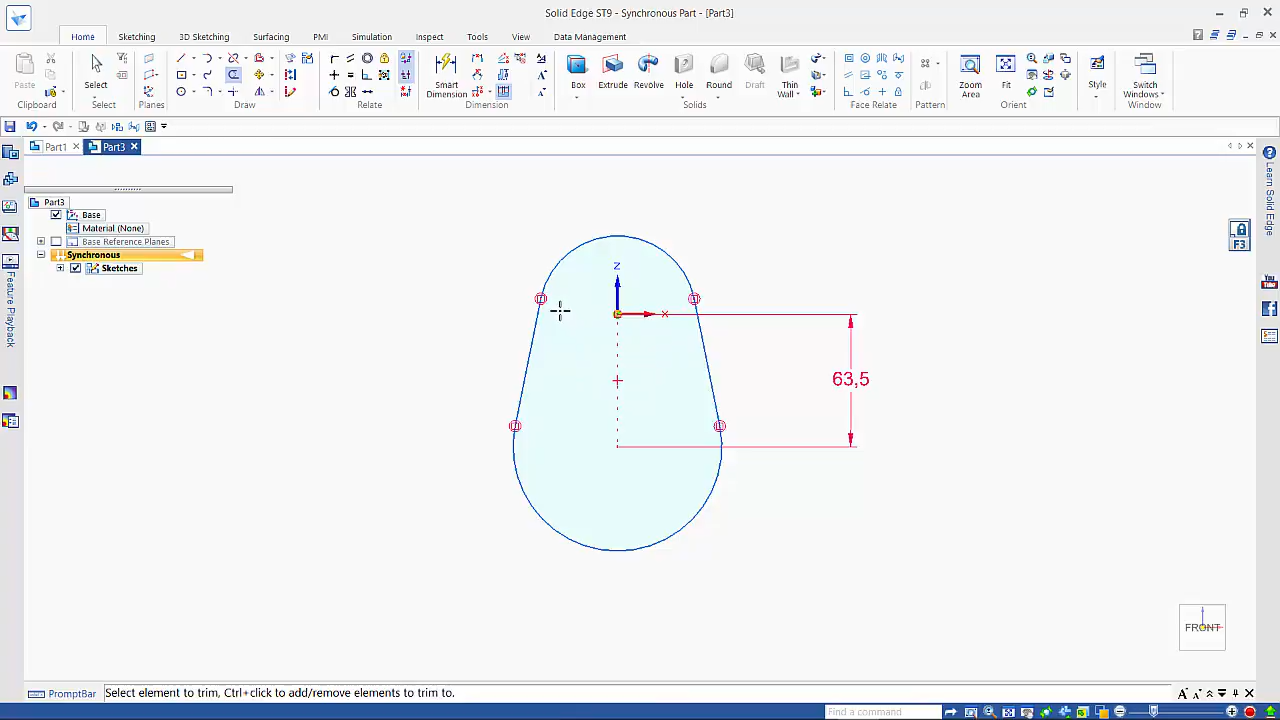 Solid Edge ST9 - Synchronous Part - [Part3]
Home Sketching 3D Sketching Surfacing PMI Simulation Inspect Tools View Data Management
Paste Select Smart Dimension Box Extrude Revolve Hole Round Draft Thin Wall Zoom Area Fit Style Switch Windows
Clipboard Select Planes Draw Relate Dimension Solids Face Relate Pattern Orient Style Window
Part1 Part3
Part3
Base
Material (None)
Base Reference Planes
Synchronous
Sketches
Feature Playback
Learn Solid Edge
F3
You Tube
z
x
63,5
FRONT
PromptBar Select element to trim, Ctrl+click to add/remove elements to trim to.
Find a command